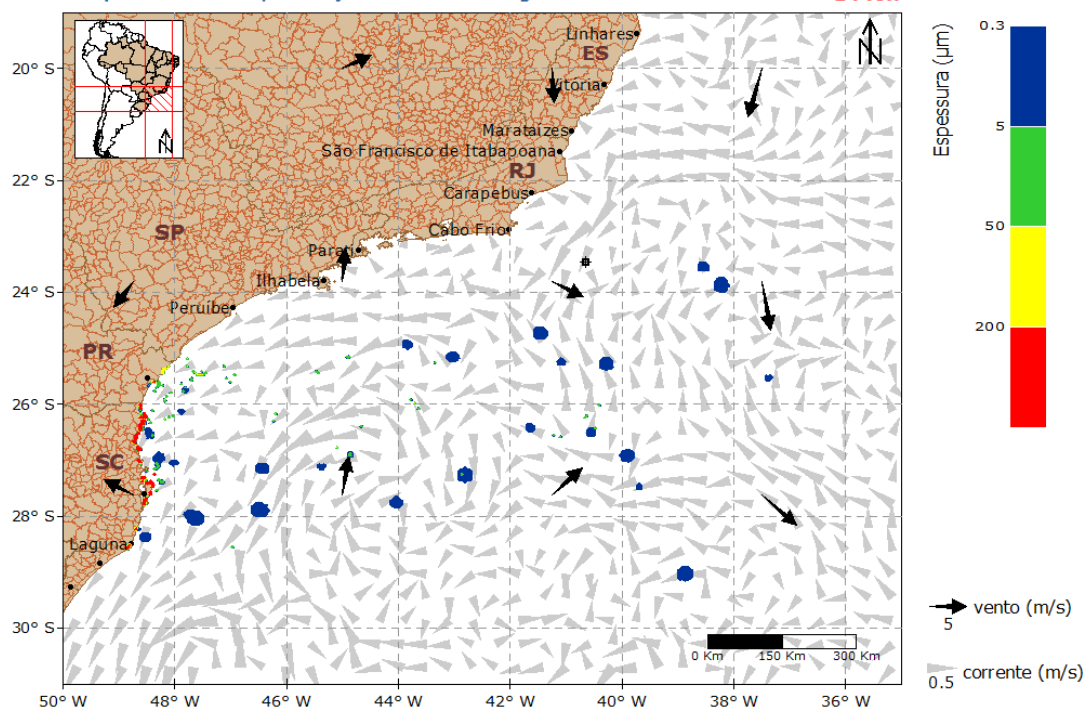 Linhares
ES
20° S
Vitória
Marataizes
São Francisco de Itabapoana
RJ
22° S
Carapebus
Cabo Frio
SP
Parati
Ilhabela
24° S
Peruíbe
PR
26° S
SC
28° S
Laguna
30° S
0 Km 150 Km 300 Km
50° W 48° W 46° W 44° W 42° W 40° W 38° W 36° W
N
N
Espessura (µm)
0.3
5
50
200
vento (m/s)
5
corrente (m/s)
0.5